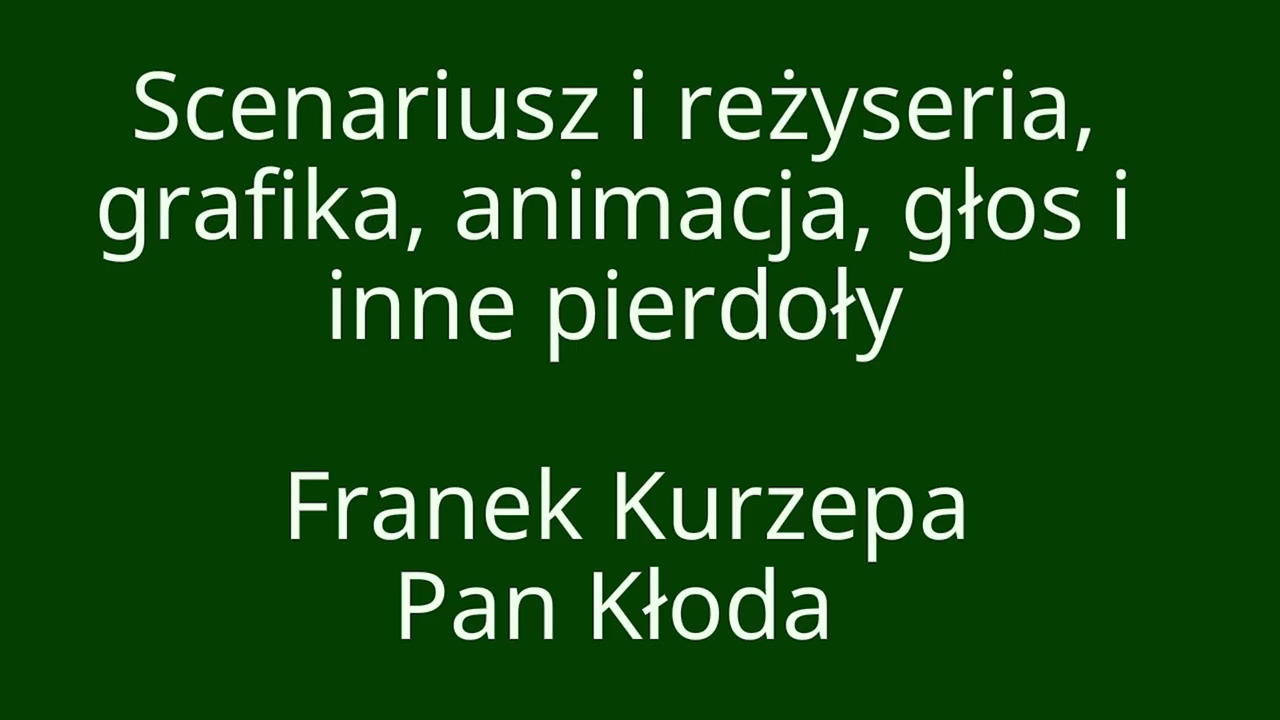 Scenariusz i reżyseria,
grafika, animacja, głos i
inne pierdoły
Franek Kurzepa
Pan Kłoda